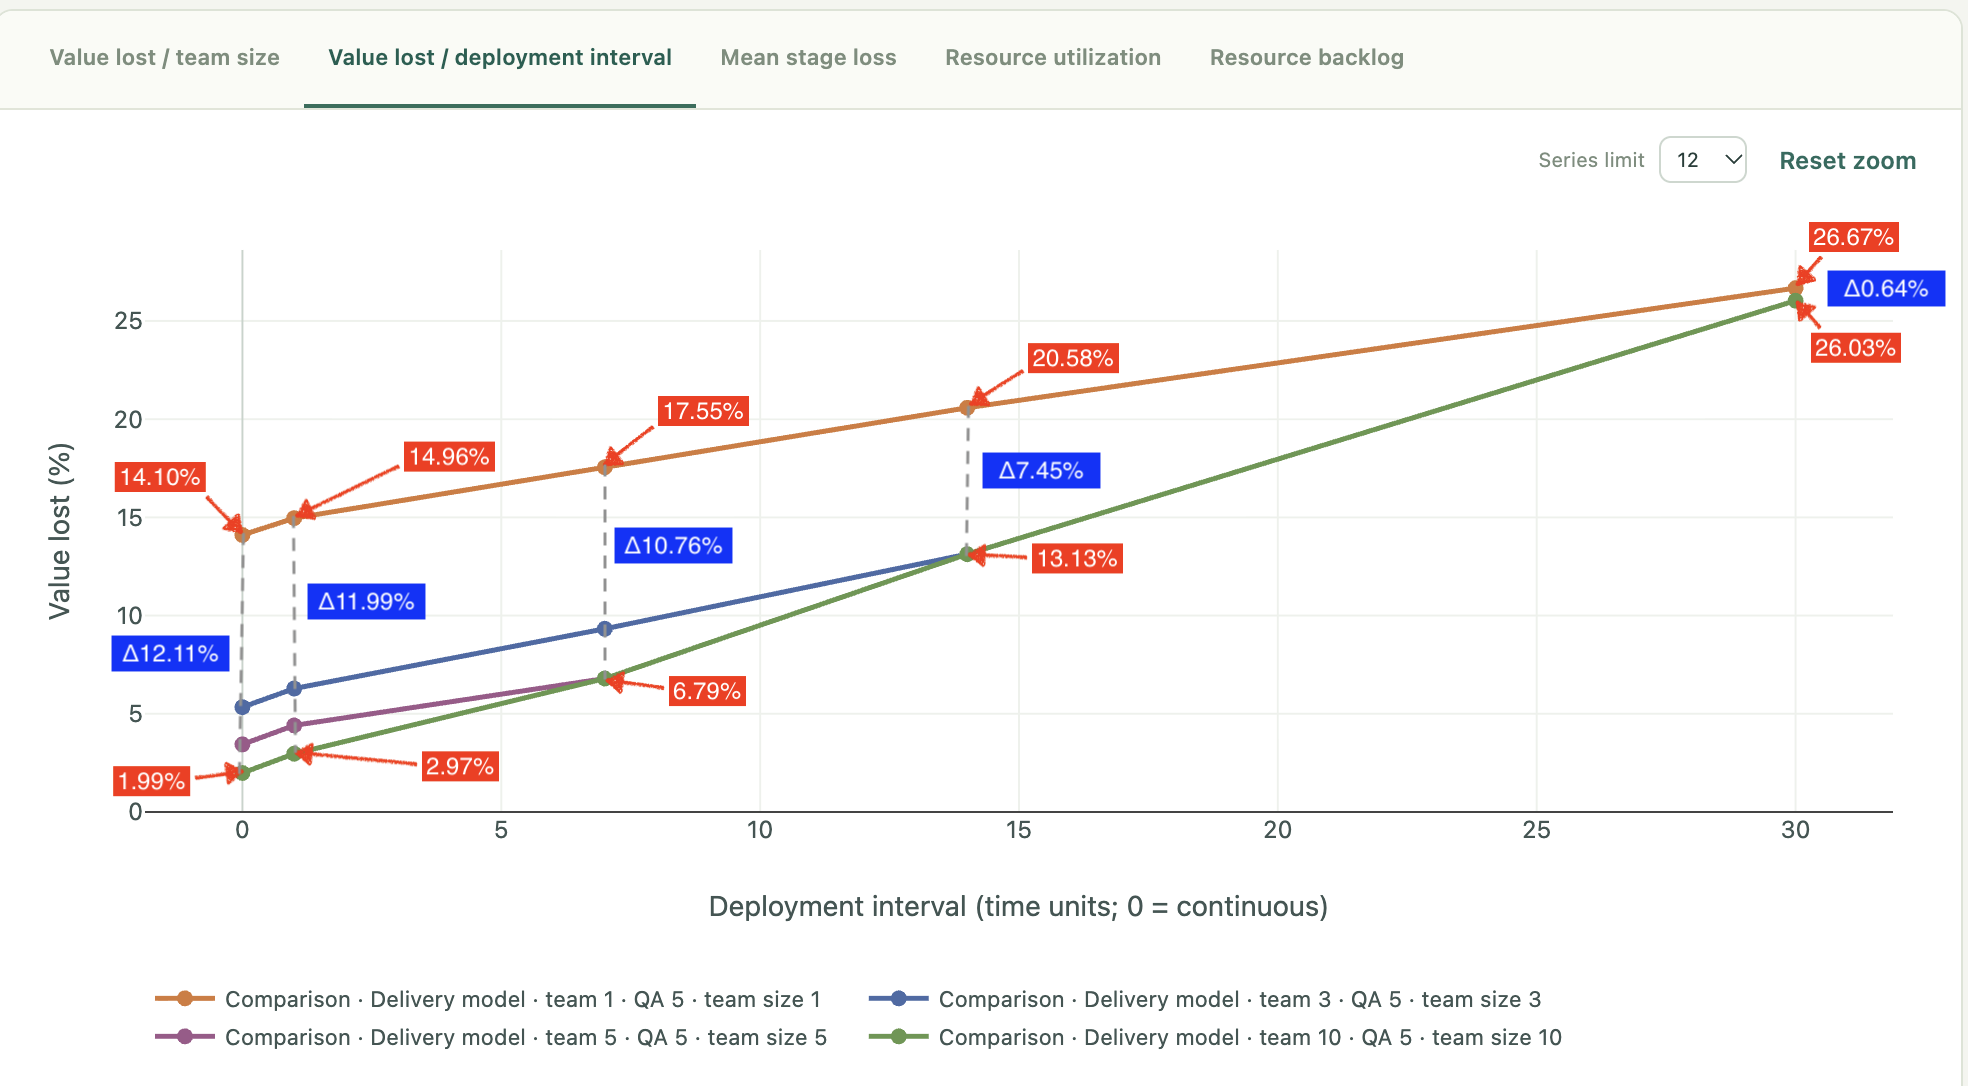 Value lost / team size
Value lost / deployment interval
Mean stage loss
Resource utilization
Resource backlog
Series limit
12
Reset zoom
26.67%
Δ0.64%
26.03%
20.58%
17.55%
14.96%
14.10%
Δ7.45%
Δ10.76%
13.13%
Δ11.99%
Δ12.11%
6.79%
2.97%
1.99%
Value lost (%)
25
20
15
10
5
0
0
5
10
15
20
25
30
Deployment interval (time units; 0 = continuous)
Comparison · Delivery model · team 1 · QA 5 · team size 1
Comparison · Delivery model · team 3 · QA 5 · team size 3
Comparison · Delivery model · team 5 · QA 5 · team size 5
Comparison · Delivery model · team 10 · QA 5 · team size 10